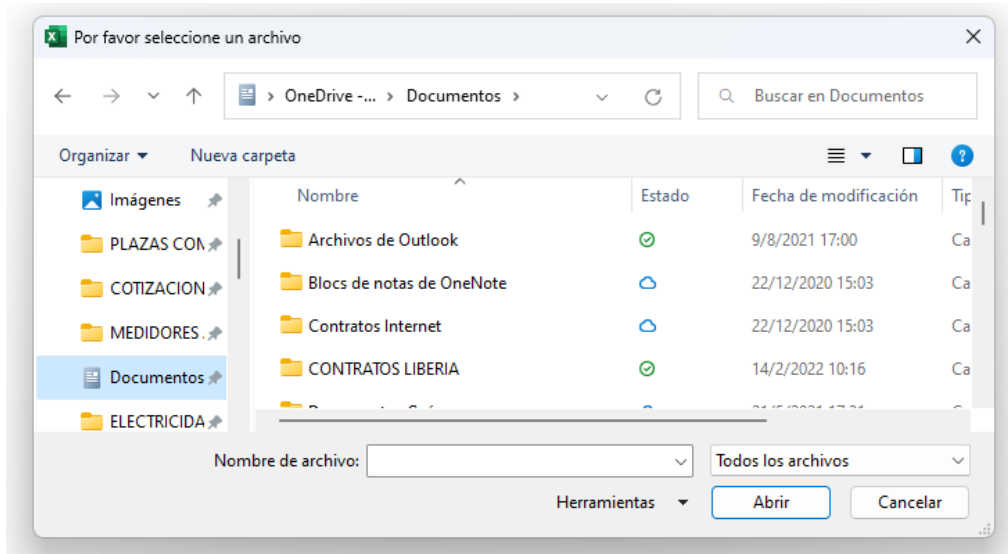 Por favor seleccione un archivo
OneDrive -... > Documentos >
Buscar en Documentos
Organizar
Nueva carpeta
?
Nombre
Estado
Fecha de modificación
Imágenes
PLAZAS CON
COTIZACION
MEDIDORES.
Documentos
ELECTRICIDA
Archivos de Outlook
9/8/2021 17:00
Ca
Blocs de notas de OneNote
22/12/2020 15:03
Ca
Contratos Internet
22/12/2020 15:03
Ca
CONTRATOS LIBERIA
14/2/2022 10:16
Ca
Nombre de archivo:
Todos los archivos
Herramientas
Abrir
Cancelar